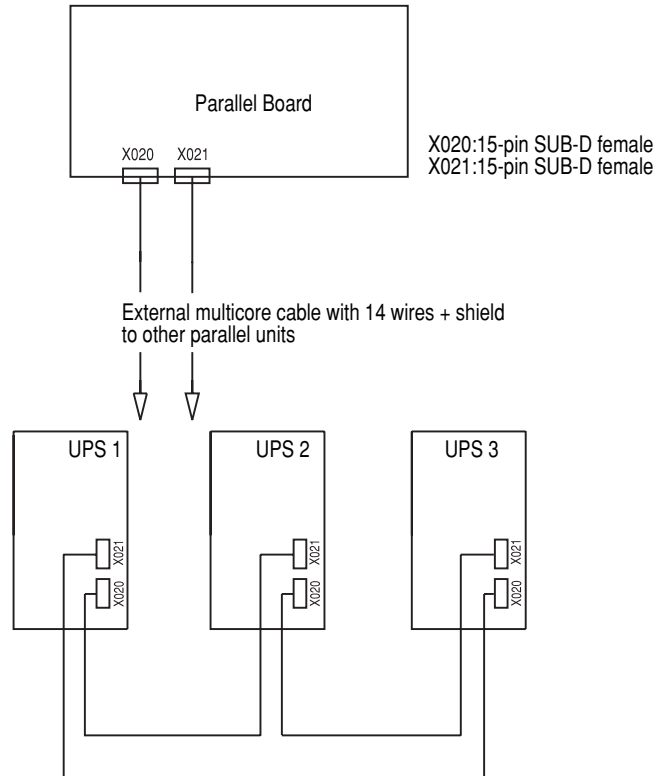 Parallel Board
X020
X021
X020:15-pin SUB-D female
X021:15-pin SUB-D female
External multicore cable with 14 wires + shield
to other parallel units
UPS 1
UPS 2
UPS 3
X021
X021
X021
X020
X020
X020